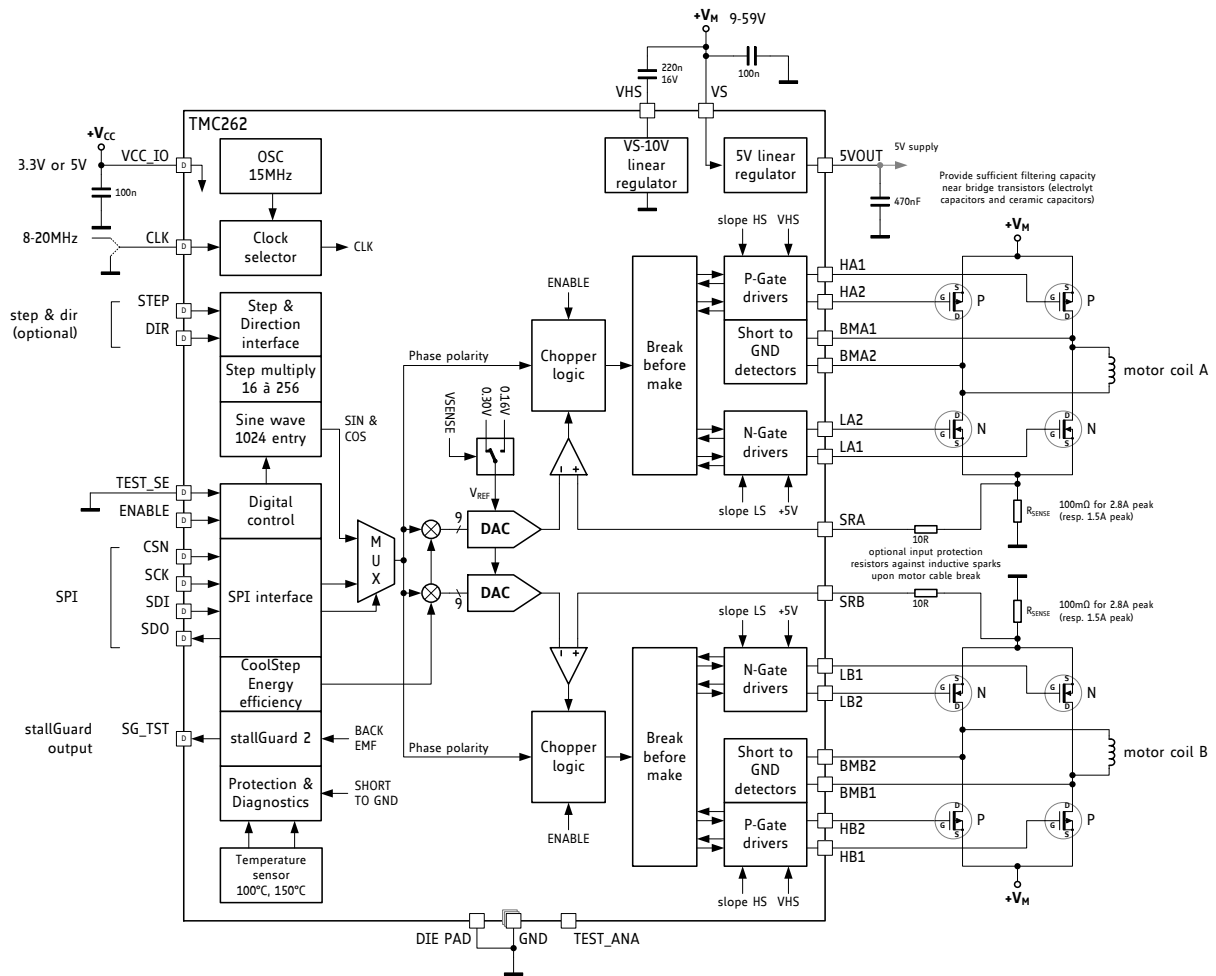 +VM 9-59V
220n
16V
100n
VHS
VS
TMC262
+VCC
3.3V or 5V
VCC_IO
D
100n
OSC
15MHz
VS-10V
linear
regulator
5V linear
regulator
5VOUT
5V supply
470nF
Provide sufficient filtering capacity
near bridge transistors (electrolyt
capacitors and ceramic capacitors)
+VM
8-20MHz
CLK
D
Clock
selector
CLK
slope HS
VHS
step & dir
(optional)
STEP
D
DIR
D
Step &
Direction
interface
Step multiply
16 à 256
Sine wave
1024 entry
SIN &
COS
ENABLE
Phase polarity
Chopper
logic
Break
before
make
P-Gate
drivers
Short to
GND
detectors
N-Gate
drivers
HA1
HA2
BMA1
BMA2
LA2
LA1
S
G
D
P
S
G
D
P
motor coil A
D
G
S
N
D
G
S
N
VSENSE
0.30V
0.16V
VREF
slope LS
+5V
TEST_SE
D
ENABLE
D
Digital
control
SPI
CSN
D
SCK
D
SDI
D
SDO
D
SPI interface
MUX
9
DAC
9
DAC
SRA
10R
RSENSE
100mΩ for 2.8A peak
(resp. 1.5A peak)
optional input protection
resistors against inductive sparks
upon motor cable break
SRB
10R
RSENSE
100mΩ for 2.8A peak
(resp. 1.5A peak)
CoolStep
Energy
efficiency
stallGuard
output
SG_TST
D
stallGuard 2
BACK
EMF
Protection &
Diagnostics
SHORT
TO GND
Temperature
sensor
100°C, 150°C
Phase polarity
Chopper
logic
ENABLE
Break
before
make
slope LS
+5V
N-Gate
drivers
Short to
GND
detectors
P-Gate
drivers
slope HS
VHS
LB1
LB2
BMB2
BMB1
HB2
HB1
S
G
D
N
S
G
D
N
motor coil B
D
G
S
P
D
G
S
P
+VM
DIE PAD
GND
TEST_ANA